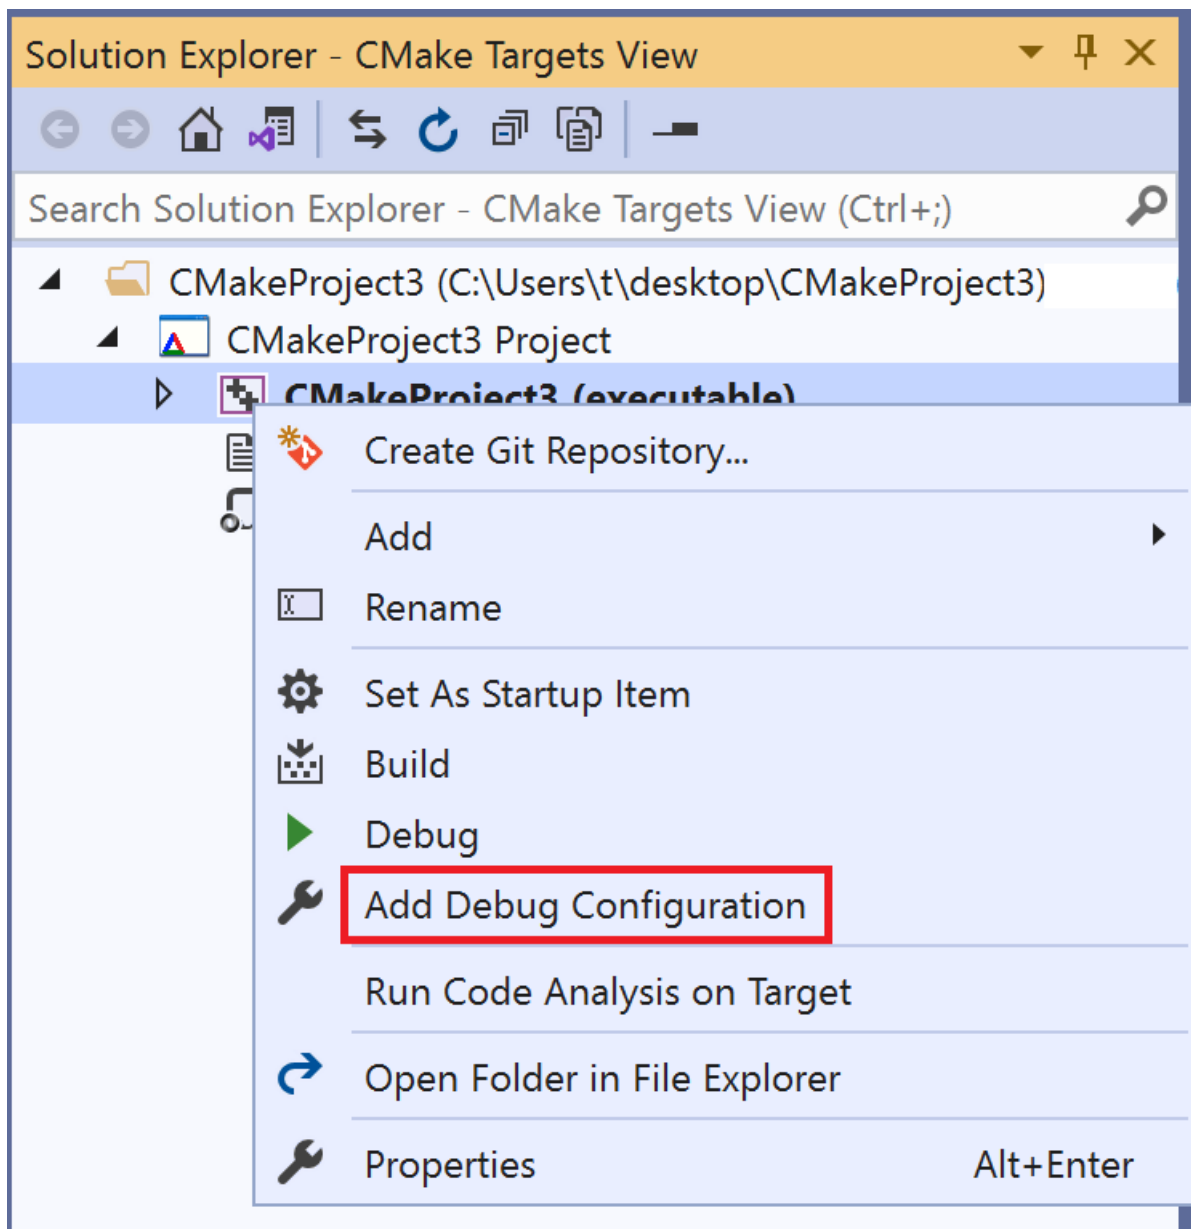 Solution Explorer - CMake Targets View
Search Solution Explorer - CMake Targets View (Ctrl+;)
CMakeProject3 (C:\Users\t\desktop\CMakeProject3)
CMakeProject3 Project
CMakeProject3 (executable)
Create Git Repository...
Add
Rename
Set As Startup Item
Build
Debug
Add Debug Configuration
Run Code Analysis on Target
Open Folder in File Explorer
Properties Alt+Enter